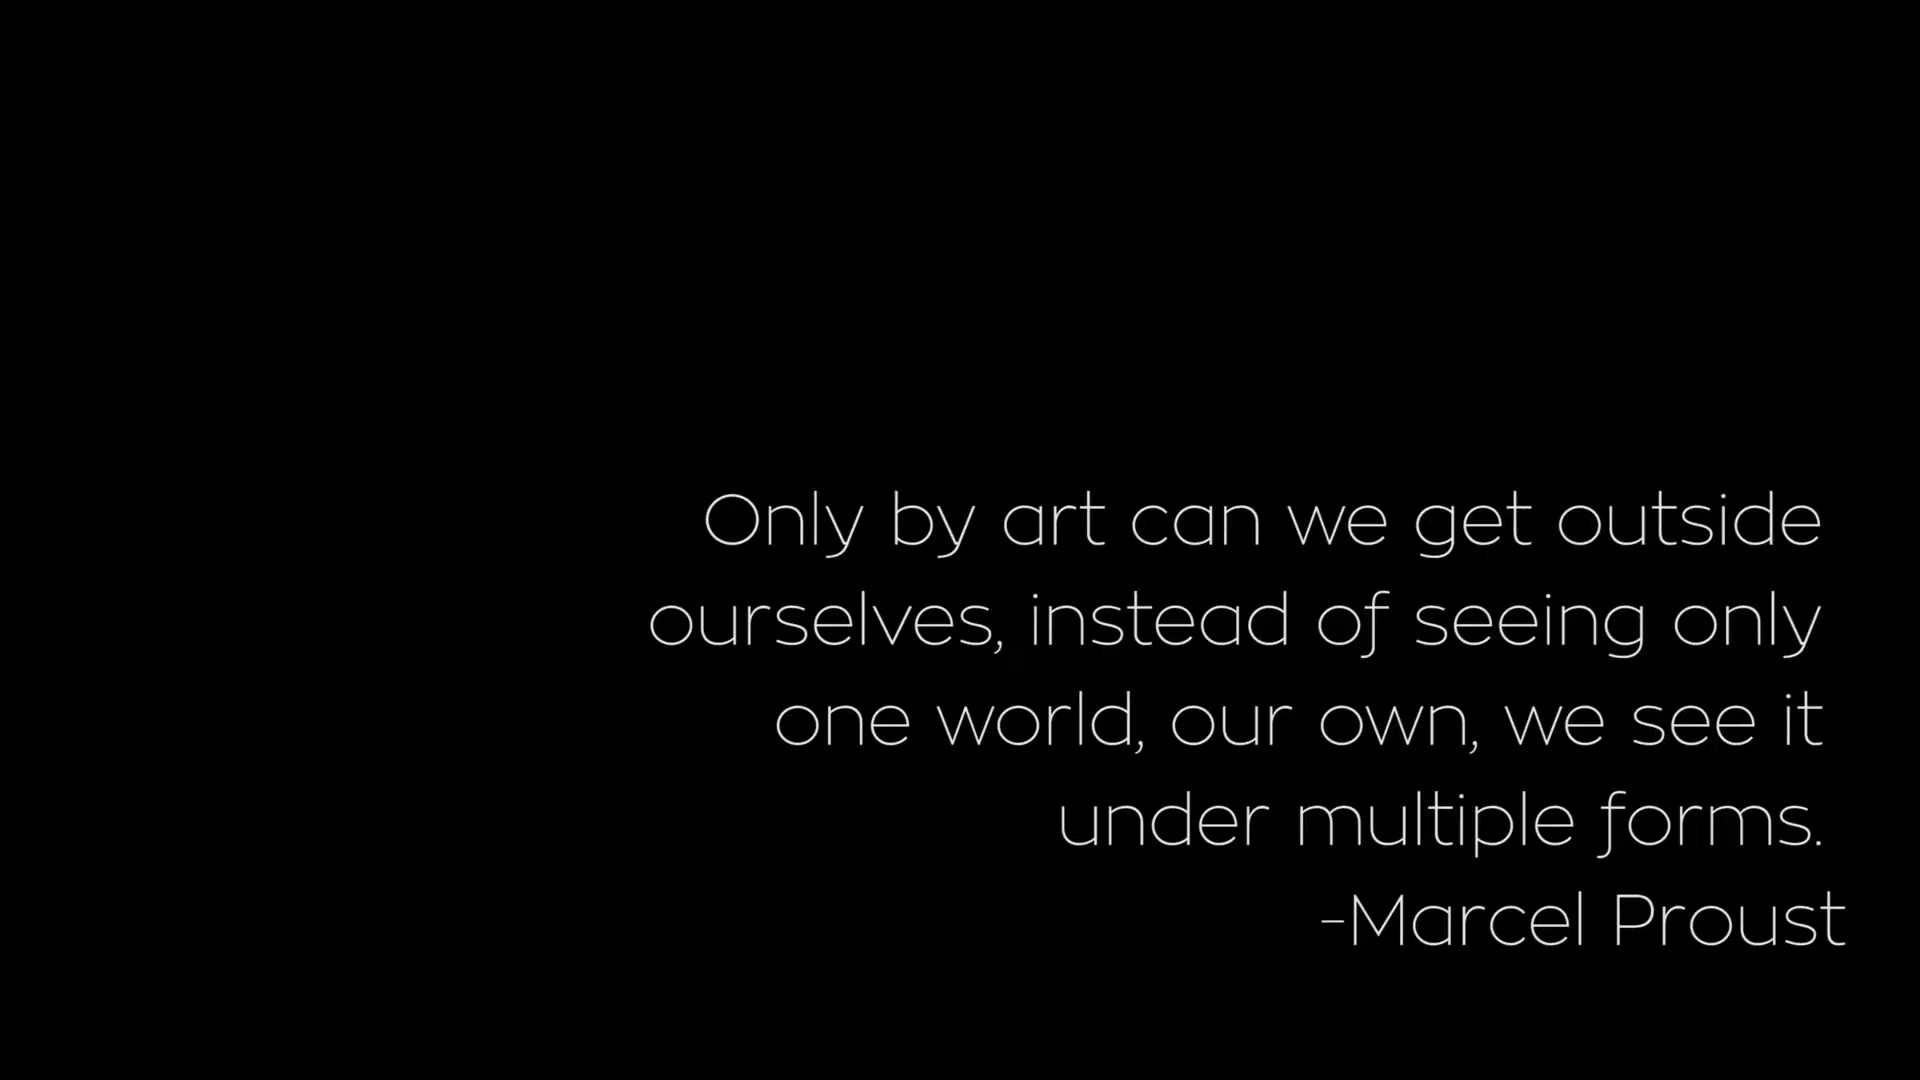 Only by art can we get outside
ourselves, instead of seeing only
one world, our own, we see it
under multiple forms.
-Marcel Proust